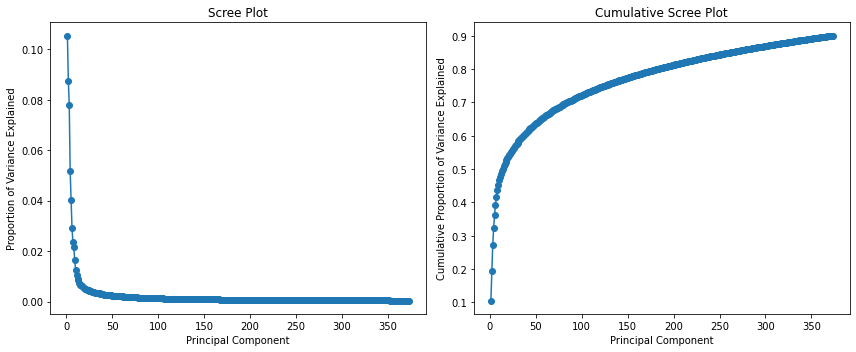 Scree Plot
Proportion of Variance Explained
0.10
0.08
0.06
0.04
0.02
0.00
0 50 100 150 200 250 300 350
Principal Component
Cumulative Scree Plot
Cumulative Proportion of Variance Explained
0.9
0.8
0.7
0.6
0.5
0.4
0.3
0.2
0.1
0 50 100 150 200 250 300 350
Principal Component